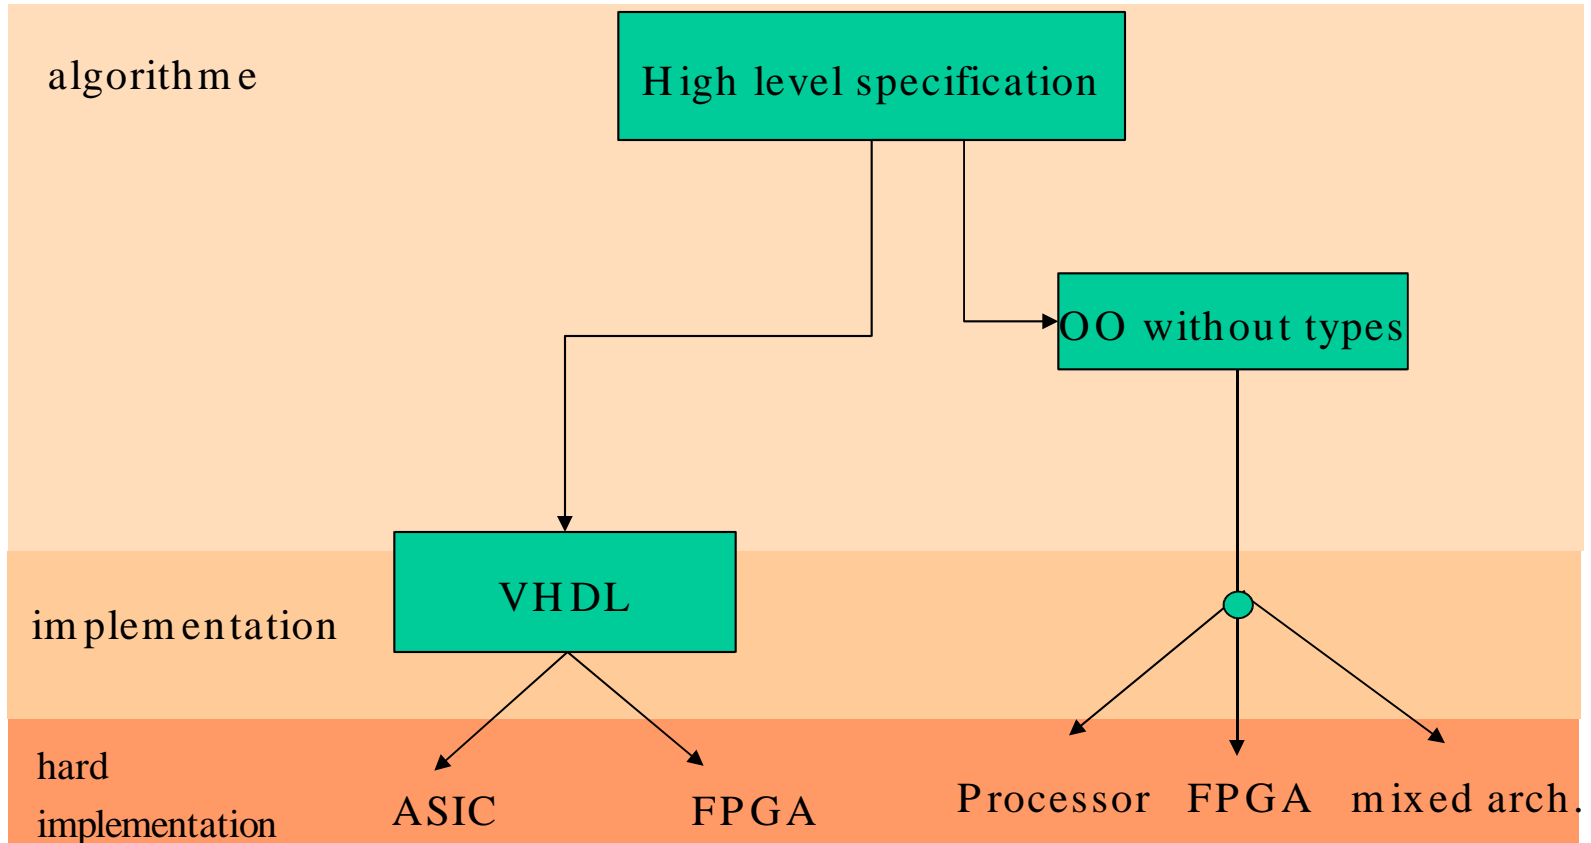 algorithme
High level specification
OO without types
VHDL
implementation
hard
implementation
ASIC
FPGA
Processor
FPGA
mixed arch.